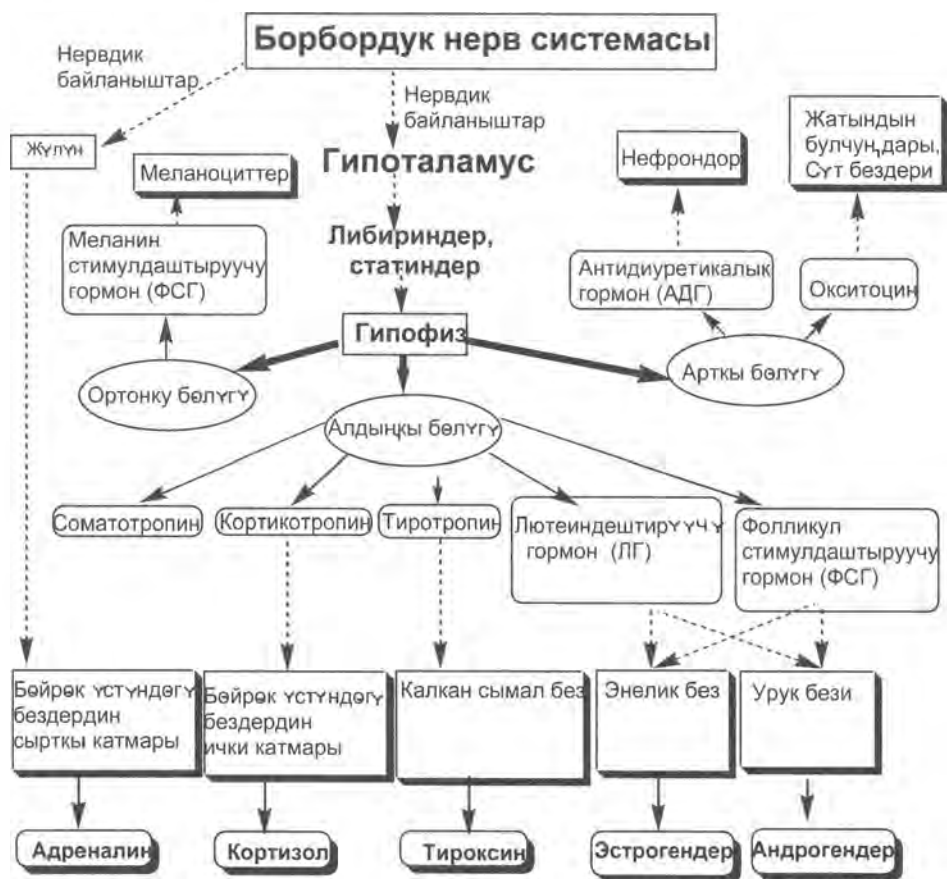 Борбордук нерв системасы
Нервдик
байланыштар
Нервдик
байланыштар
Жүлүн
Гипоталамус
Меланоциттер
Нефрондор
Жатындын
булчуңдары,
Сүт бездери
Либириндер,
статиндер
Меланин
стимулдаштыруучу
гормон (ФСГ)
Антидиуретикалык
гормон (АДГ)
Окситоцин
Гипофиз
Ортонку бөлүгү
Арткы бөлүгү
Алдыңкы бөлүгү
Соматотропин
Кортикотропин
Тиротропин
Лютеиндештирүүчү
гормон (ЛГ)
Фолликул
стимулдаштыруучу
гормон (ФСГ)
Бөйрөк үстүндөгү
бездердин
сырткы катмары
Бөйрөк үстүндөгү
бездердин
ички катмары
Калкан сымал без
Энелик без
Урук бези
Адреналин
Кортизол
Тироксин
Эстрогендер
Андрогендер